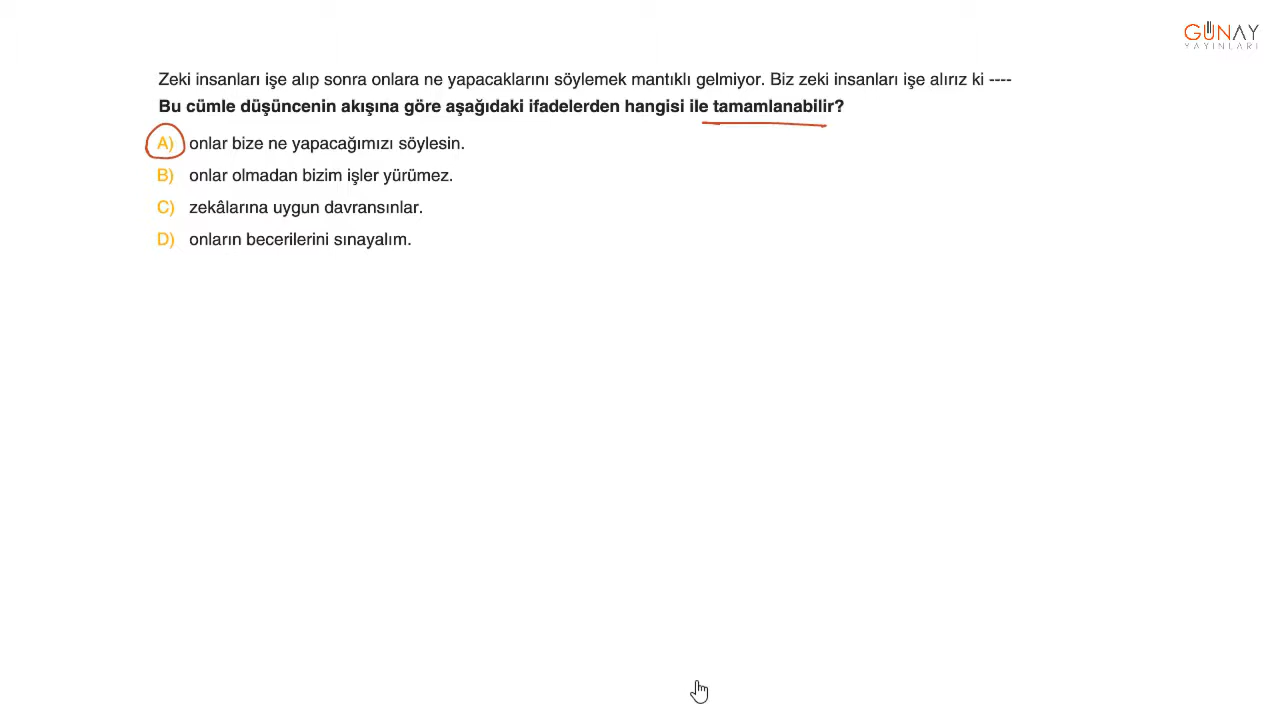 GÜNAY
YAYINLARI
Zeki insanları işe alıp sonra onlara ne yapacaklarını söylemek mantıklı gelmiyor. Biz zeki insanları işe alırız ki ----
Bu cümle düşüncenin akışına göre aşağıdaki ifadelerden hangisi ile tamamlanabilir?
A) onlar bize ne yapacağımızı söylesin.
B) onlar olmadan bizim işler yürümez.
C) zekâlarına uygun davransınlar.
D) onların becerilerini sınayalım.